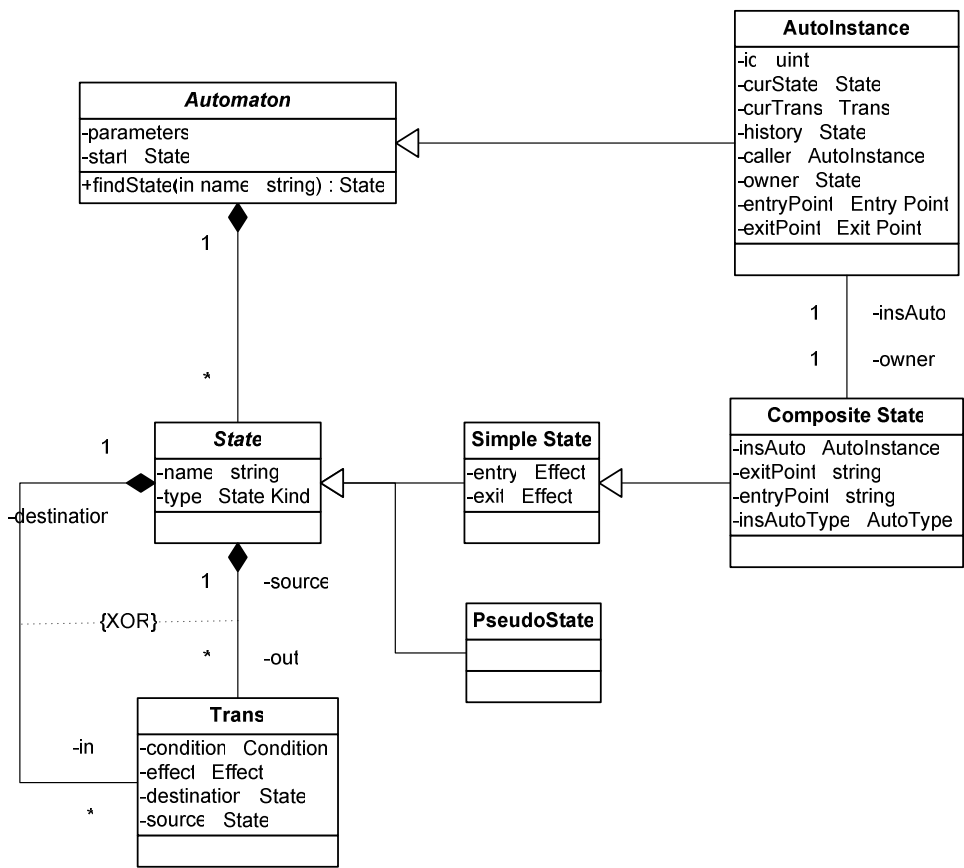 AutoInstance
-ic uint
-curState State
-curTrans Trans
-history State
-caller AutoInstance
-owner State
-entryPoint Entry Point
-exitPoint Exit Point
Automaton
-parameters
-start State
+findState(in name string) : State
1
*
1 -insAuto
1 -owner
Composite State
-insAuto AutoInstance
-exitPoint string
-entryPoint string
-insAutoType AutoType
Simple State
-entry Effect
-exit Effect
State
-name string
-type State Kind
1
-destination
1 -source
{XOR}
* -out
PseudoState
Trans
-condition Condition
-effect Effect
-destination State
-source State
-in
*